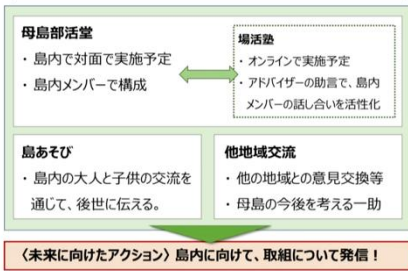 母島部活堂
・島内で対面で実施予定
・島内メンバーで構成
場活塾
・オンラインで実施予定
・アドバイザーの助言で、島内
メンバーの話し合いを活性化
島あそび
・島内の大人と子供の交流を
通じて、後世に伝える。
他地域交流
・他の地域との意見交換等
・母島の今後を考える一助
〈未来に向けたアクション〉島内に向けて、取組について発信！